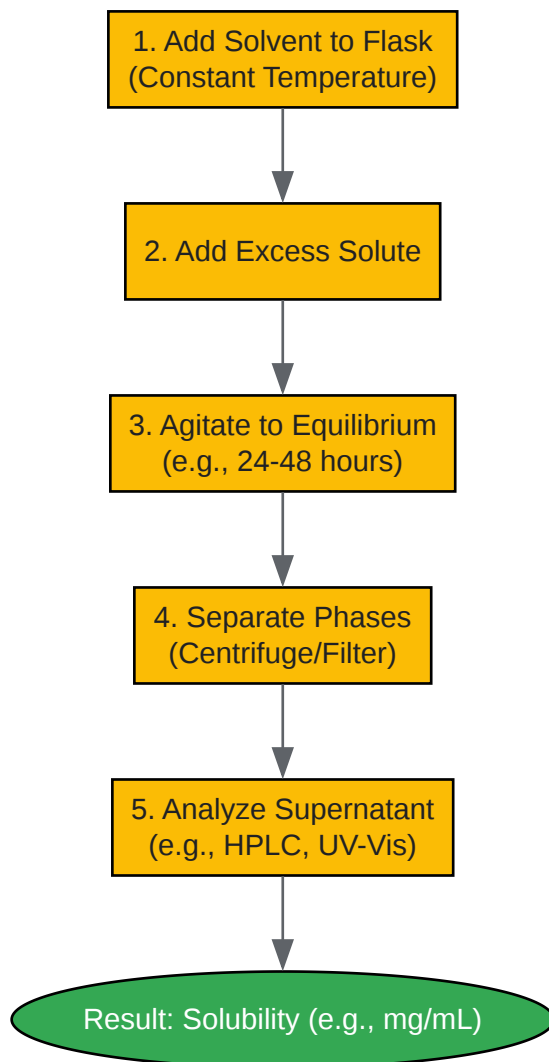 1. Add Solvent to Flask
(Constant Temperature)
2. Add Excess Solute
3. Agitate to Equilibrium
(e.g., 24-48 hours)
4. Separate Phases
(Centrifuge/Filter)
5. Analyze Supernatant
(e.g., HPLC, UV-Vis)
Result: Solubility (e.g., mg/mL)